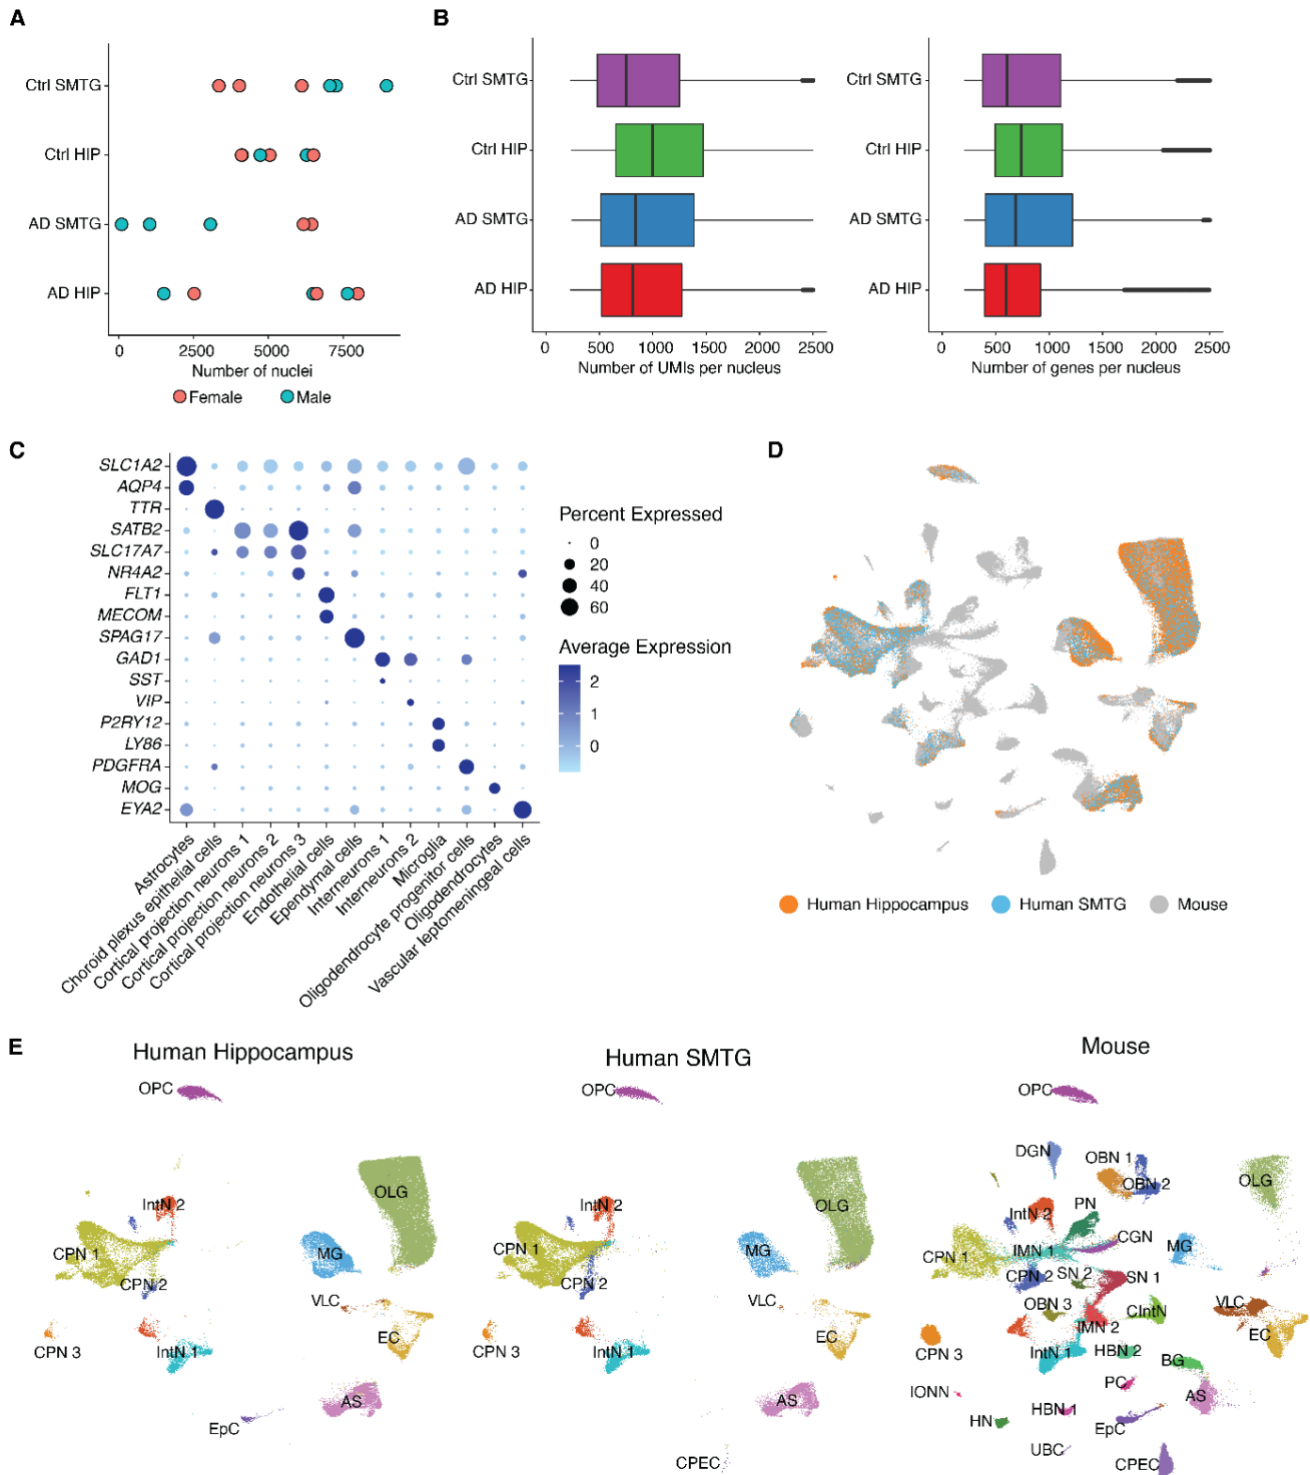 A
Ctrl SMTG
Ctrl HIP
AD SMTG
AD HIP
0 2500 5000 7500
Number of nuclei
Female Male
B
Ctrl SMTG
Ctrl HIP
AD SMTG
AD HIP
0 500 1000 1500 2000 2500
Number of UMIs per nucleus
Ctrl SMTG
Ctrl HIP
AD SMTG
AD HIP
0 500 1000 1500 2000 2500
Number of genes per nucleus
C
SLC1A2
AQP4
TTR
SATB2
SLC17A7
NR4A2
FLT1
MECOM
SPAG17
GAD1
SST
VIP
P2RY12
LY86
PDGFRA
MOG
EYA2
Astrocytes
Choroid plexus epithelial cells
Cortical projection neurons 1
Cortical projection neurons 2
Cortical projection neurons 3
Endothelial cells
Ependymal cells
Interneurons 1
Interneurons 2
Microglia
Oligodendrocyte progenitor cells
Oligodendrocytes
Vascular leptomeningeal cells
Percent Expressed
0
20
40
60
Average Expression
2
1
0
D
Human Hippocampus Human SMTG Mouse
E
Human Hippocampus
OPC
OLG
IntN 2
CPN 1
MG
CPN 2
VLC
EC
CPN 3
IntN 1
AS
EpC
Human SMTG
OPC
OLG
IntN 2
CPN 1
MG
CPN 2
VLC
EC
CPN 3
IntN 1
AS
CPEC
Mouse
OPC
DGN
OBN 1
OBN 2
OLG
IntN 2
PN
CGN
IMN 1
MG
CPN 1
CPN 2
SN 2
SN 1
OBN 3
CIntN
VLC
IMN 2
EC
CPN 3
IntN 1
HBN 2
BG
IONN
PC
AS
HN
HBN 1
EpC
UBC
CPEC